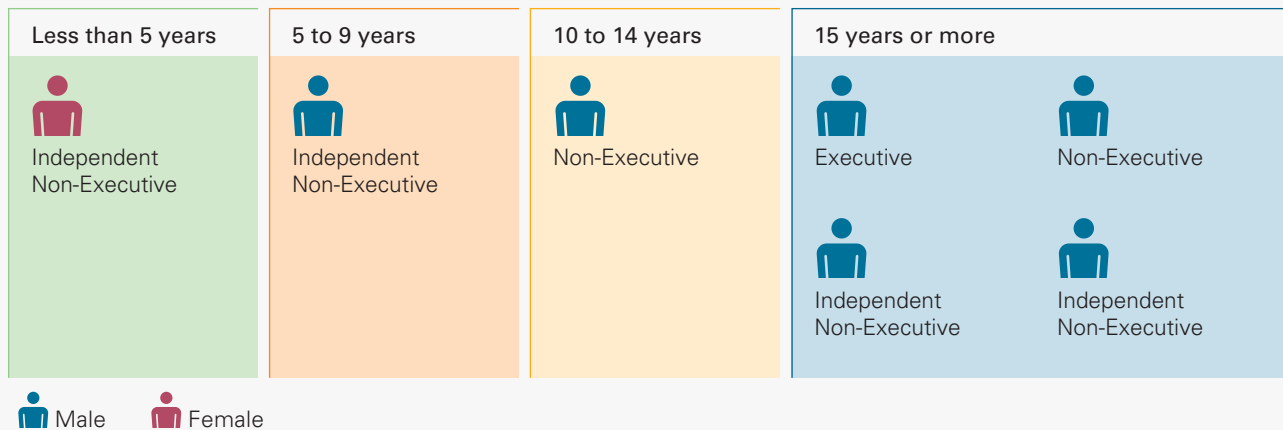 Less than 5 years
Independent
Non-Executive
5 to 9 years
Independent
Non-Executive
10 to 14 years
Non-Executive
15 years or more
Executive
Non-Executive
Independent
Non-Executive
Independent
Non-Executive
Male
Female